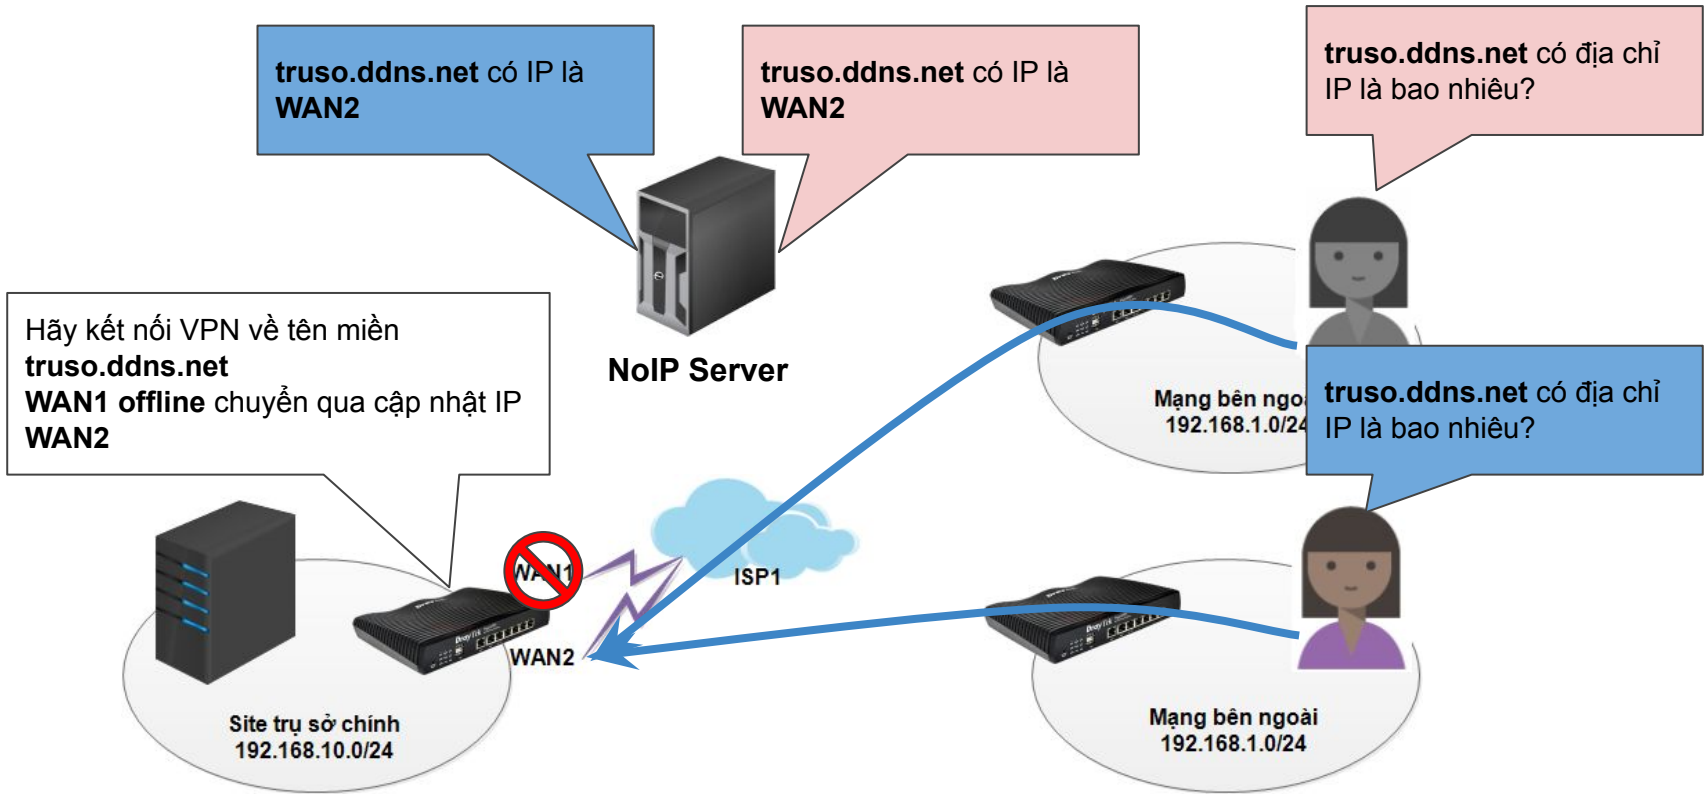 truso.ddns.net có IP là
WAN2
truso.ddns.net có IP là
WAN2
truso.ddns.net có địa chỉ
IP là bao nhiêu?
NoIP Server
Hãy kết nối VPN về tên miền
truso.ddns.net
WAN1 offline chuyển qua cập nhật IP
WAN2
Mạng bên ngoà
192.168.1.0/24
truso.ddns.net có địa chỉ
IP là bao nhiêu?
WAN1
ISP1
WAN2
DrayTek
Site trụ sở chính
192.168.10.0/24
Mạng bên ngoài
192.168.1.0/24